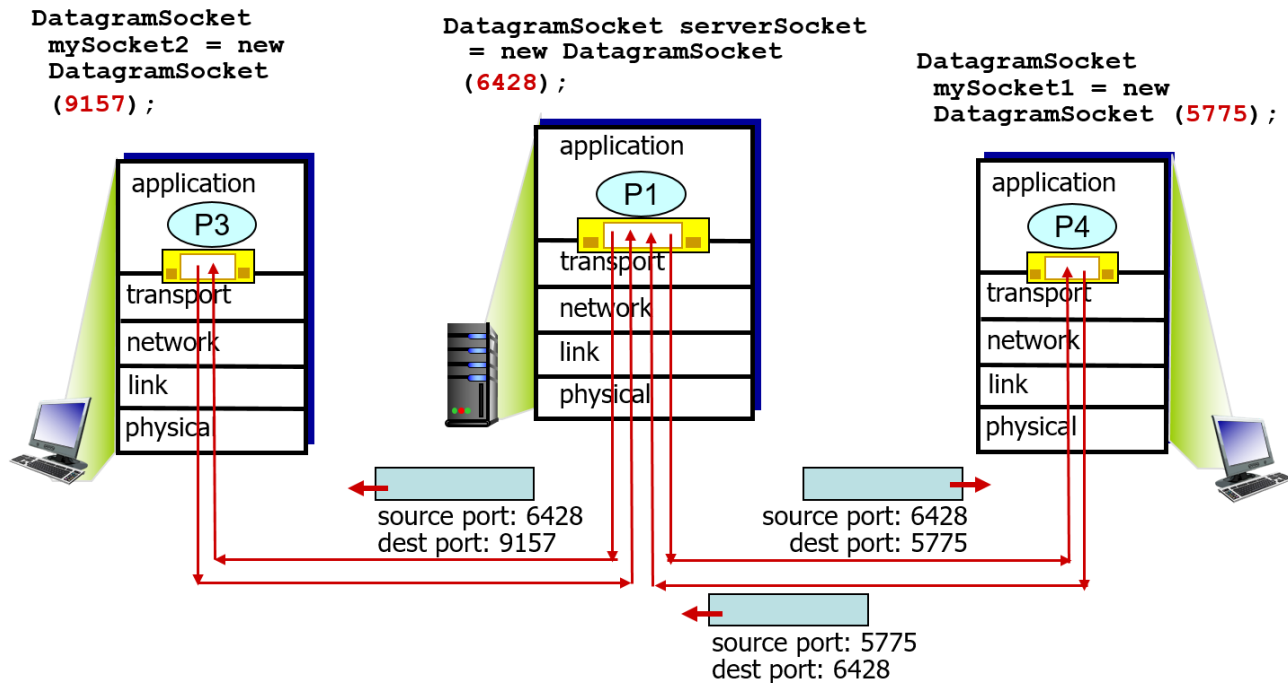 DatagramSocket
mySocket2 = new
DatagramSocket
(9157);
DatagramSocket serverSocket
= new DatagramSocket
(6428);
DatagramSocket
mySocket1 = new
DatagramSocket (5775);
application
P3
transport
network
link
physical
application
P1
transport
network
link
physical
application
P4
transport
network
link
physical
source port: 6428
dest port: 9157
source port: 6428
dest port: 5775
source port: 5775
dest port: 6428